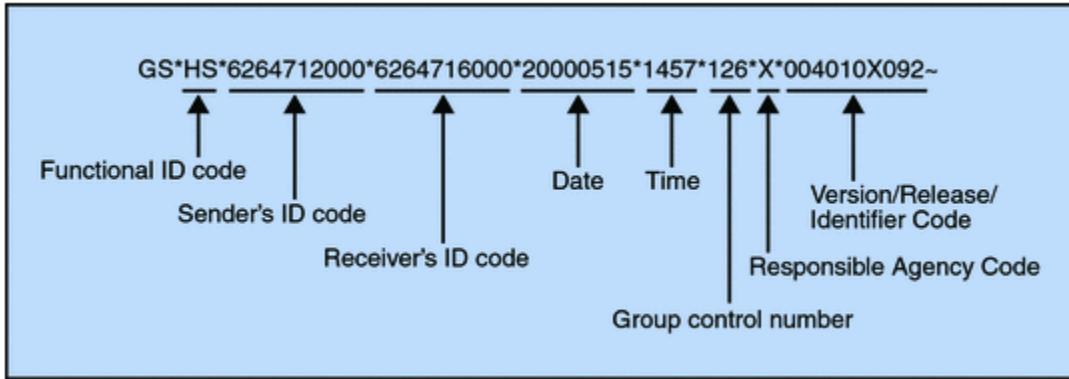 GS*HS*6264712000*6264716000*20000515*1457*126*X*004010X092~
Functional ID code
Sender's ID code
Receiver's ID code
Date
Time
Version/Release/
Identifier Code
Responsible Agency Code
Group control number